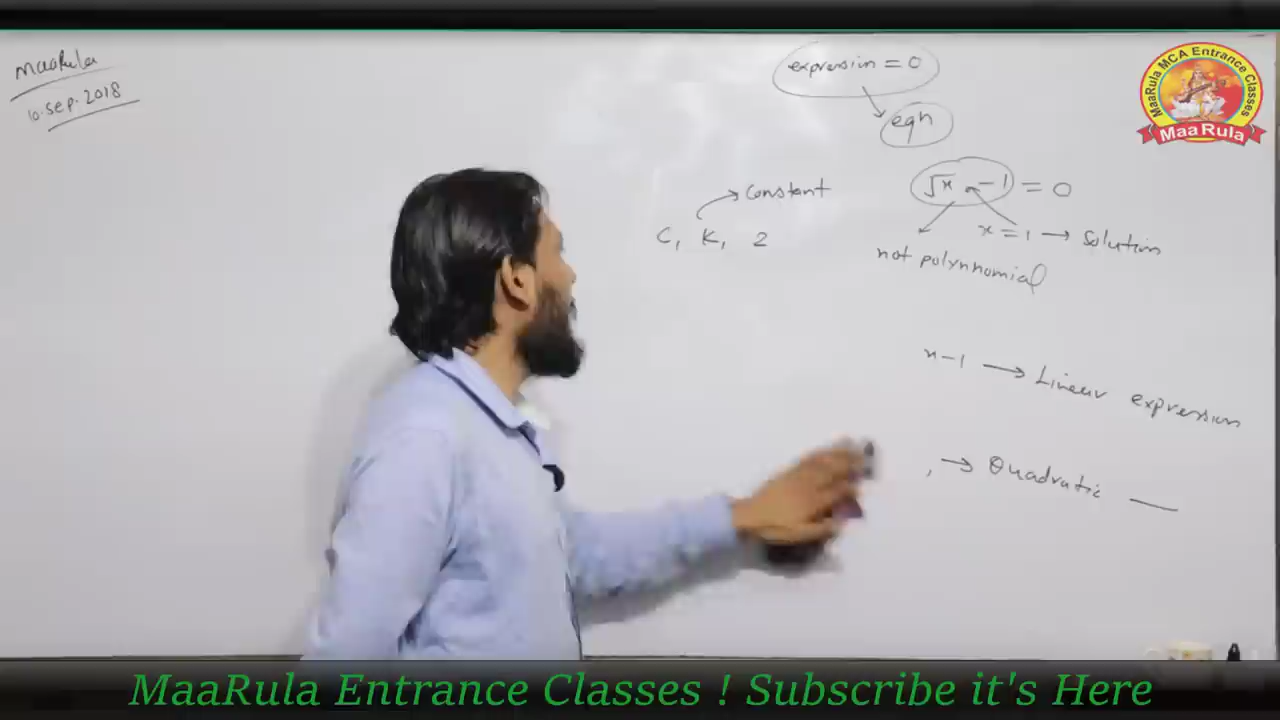 MaaRula
10.Sep.2018
expression = 0
eqn
√x - 1 = 0
x = 1 → Solution
not polynnomial
→ Constant
C, K, 2
x-1 → Linear expression
, → Quadratic —
MaaRula MCA Entrance Classes
MaaRula
MaaRula Entrance Classes ! Subscribe it's Here